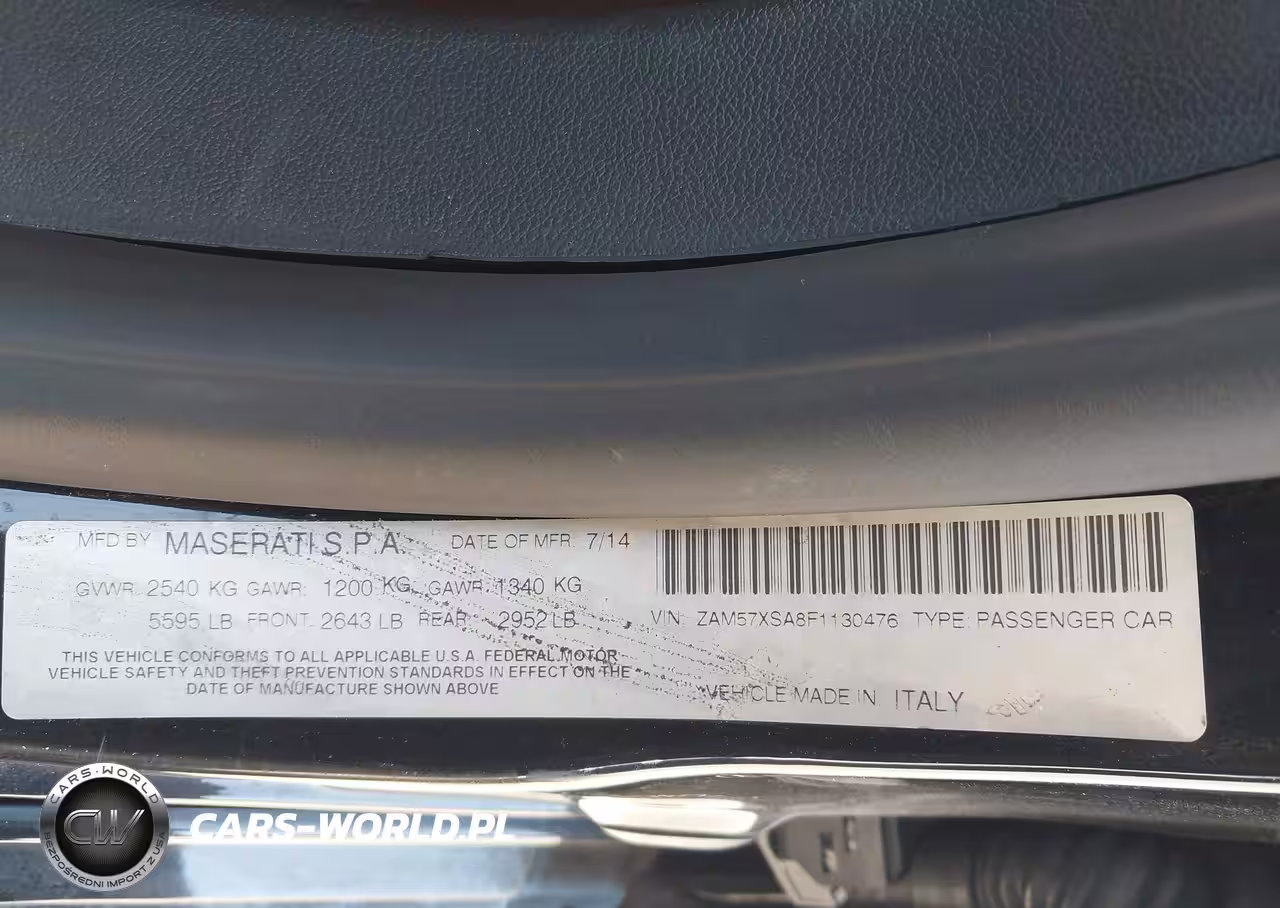 MFD BY MASERATI S.P.A. DATE OF MFR. 7/14
GVWR: 2540 KG GAWR: 1200 KG GAWR: 1340 KG
5595 LB FRONT: 2643 LB REAR: 2952 LB
THIS VEHICLE CONFORMS TO ALL APPLICABLE U.S.A. FEDERAL MOTOR
VEHICLE SAFETY AND THEFT PREVENTION STANDARDS IN EFFECT ON THE
DATE OF MANUFACTURE SHOWN ABOVE
VIN: ZAM57XSA8F1130476 TYPE: PASSENGER CAR
VEHICLE MADE IN ITALY
CARS-WORLD
CW
BEZPOŚREDNI IMPORT Z USA
CARS-WORLD.PL